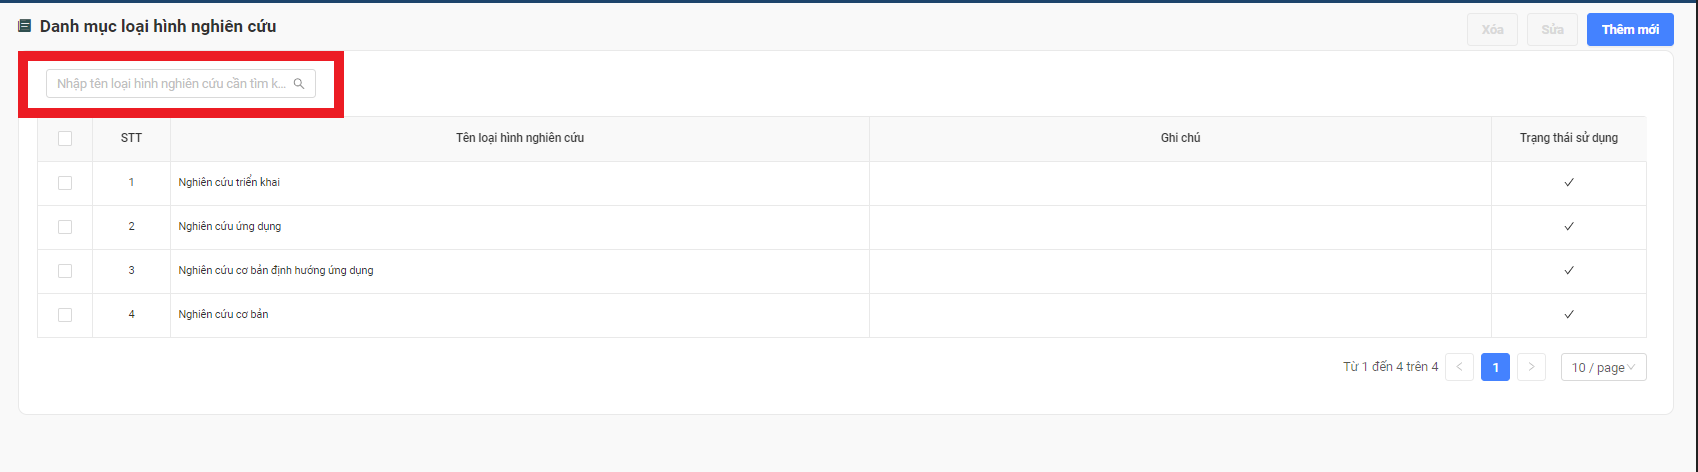 Danh mục loại hình nghiên cứu
Xóa Sửa Thêm mới
Nhập tên loại hình nghiên cứu cần tìm k...
STT Tên loại hình nghiên cứu Ghi chú Trạng thái sử dụng
1 Nghiên cứu triển khai
2 Nghiên cứu ứng dụng
3 Nghiên cứu cơ bản định hướng ứng dụng
4 Nghiên cứu cơ bản
Từ 1 đến 4 trên 4 < 1 > 10 / page